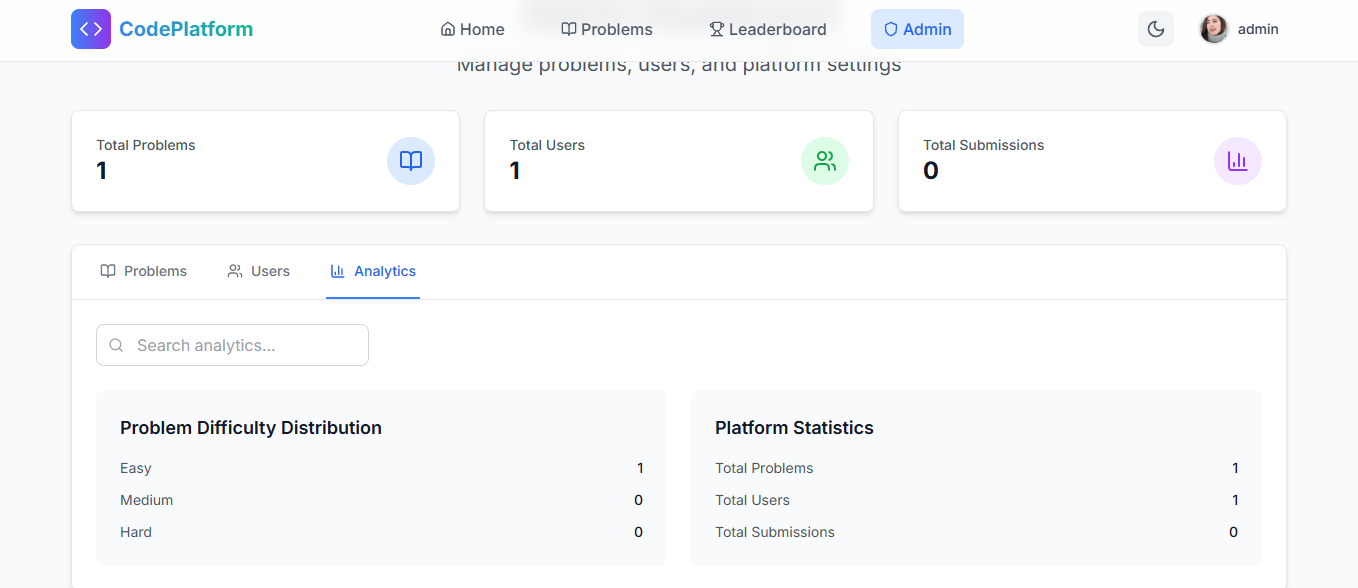 CodePlatform
Home Problems Leaderboard Admin admin
Manage problems, users, and platform settings
Total Problems
1
Total Users
1
Total Submissions
0
Problems Users Analytics
Search analytics...
Problem Difficulty Distribution
Easy 1
Medium 0
Hard 0
Platform Statistics
Total Problems 1
Total Users 1
Total Submissions 0